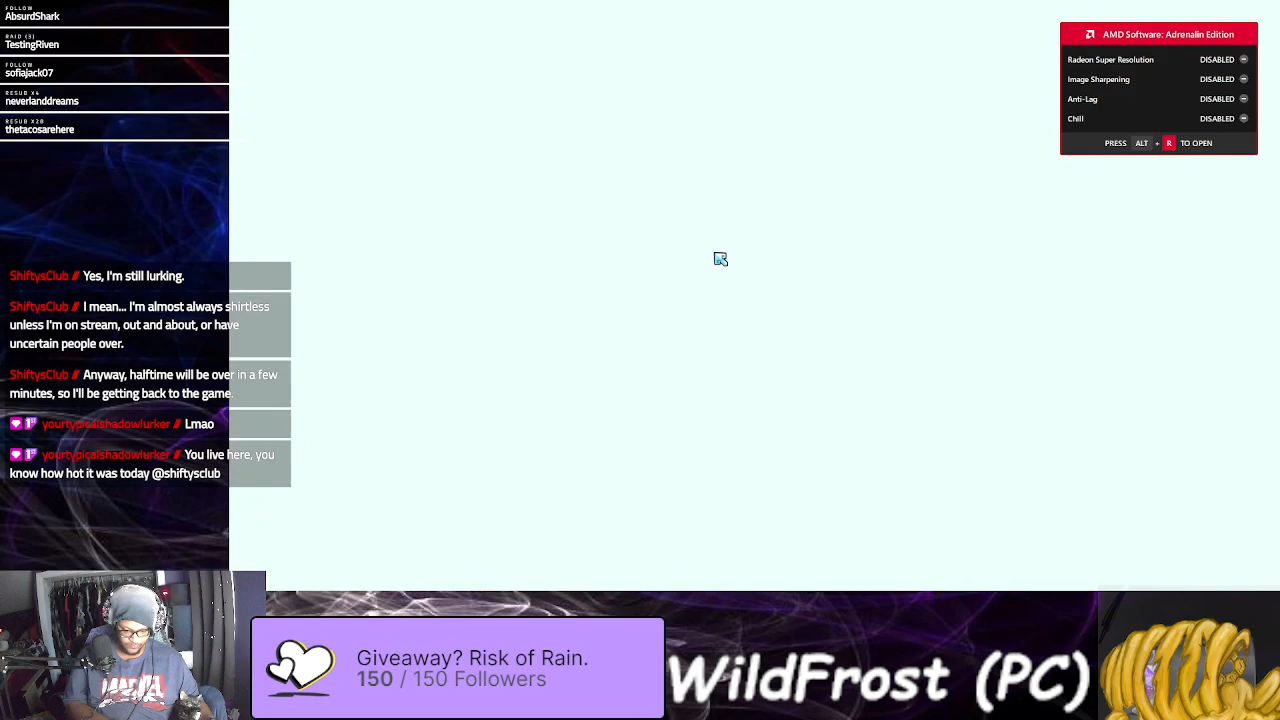 FOLLOW
AbsurdShark
RAID (3)
TestingRiven
FOLLOW
sofiajack07
RESUB X4
neverlanddreams
RESUB X20
thetacosarehere
AMD Software: Adrenalin Edition
Radeon Super Resolution DISABLED
Image Sharpening DISABLED
Anti-Lag DISABLED
Chill DISABLED
PRESS ALT + R TO OPEN
ShiftysClub // Yes, I'm still lurking.
ShiftysClub // I mean... I'm almost always shirtless
unless I'm on stream, out and about, or have
uncertain people over.
ShiftysClub // Anyway, halftime will be over in a few
minutes, so I'll be getting back to the game.
yourtypicalshadowlurker // Lmao
yourtypicalshadowlurker // You live here, you
know how hot it was today @shiftysclub
Giveaway? Risk of Rain.
150 / 150 Followers
WildFrost (PC)